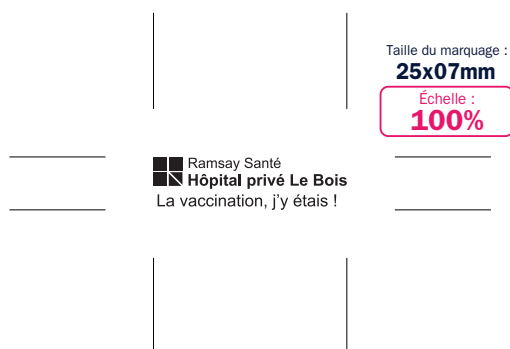 Taille du marquage :
25x07mm
Échelle :
100%
Ramsay Santé
Hôpital privé Le Bois
La vaccination, j'y étais !